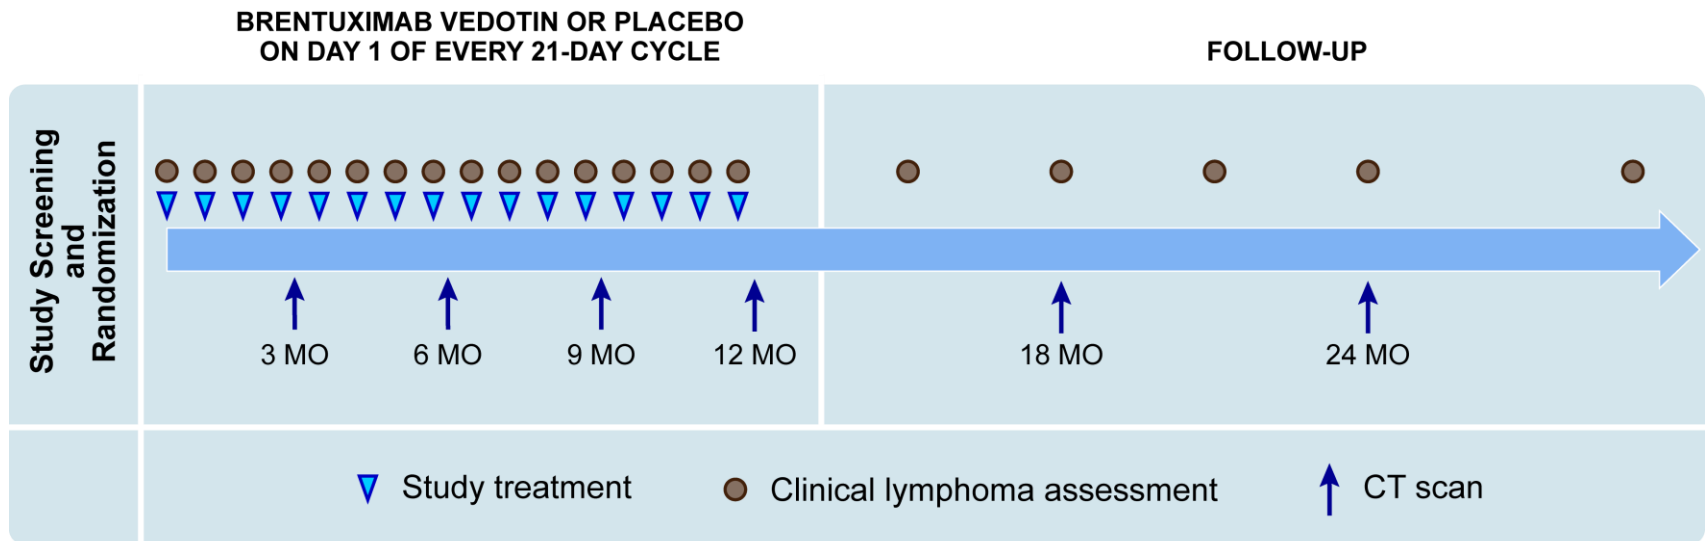 BRENTUXIMAB VEDOTIN OR PLACEBO
ON DAY 1 OF EVERY 21-DAY CYCLE
FOLLOW-UP
Study Screening
and
Randomization
3 MO
6 MO
9 MO
12 MO
18 MO
24 MO
Study treatment
Clinical lymphoma assessment
CT scan